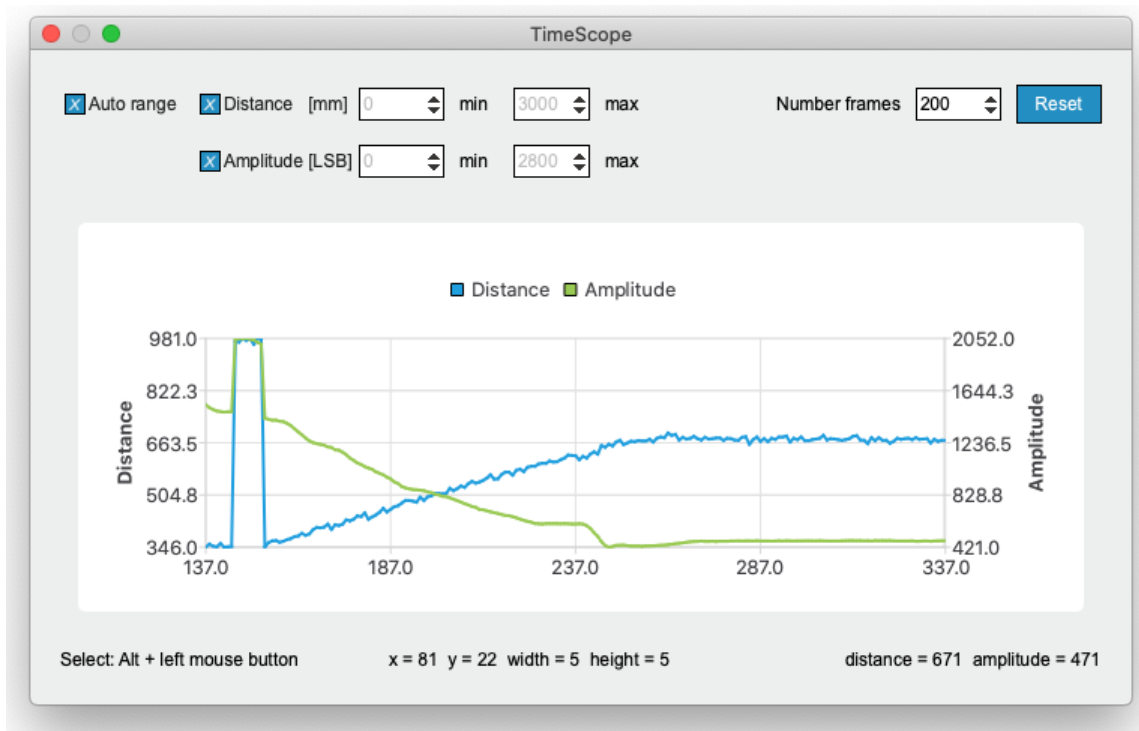 TimeScope
X Auto range X Distance [mm] 0 min 3000 max Number frames 200 Reset
X Amplitude [LSB] 0 min 2800 max
Distance Amplitude
981.0 2052.0
822.3 1644.3
663.5 1236.5
504.8 828.8
346.0 421.0
Distance
Amplitude
137.0 187.0 237.0 287.0 337.0
Select: Alt + left mouse button x = 81 y = 22 width = 5 height = 5 distance = 671 amplitude = 471